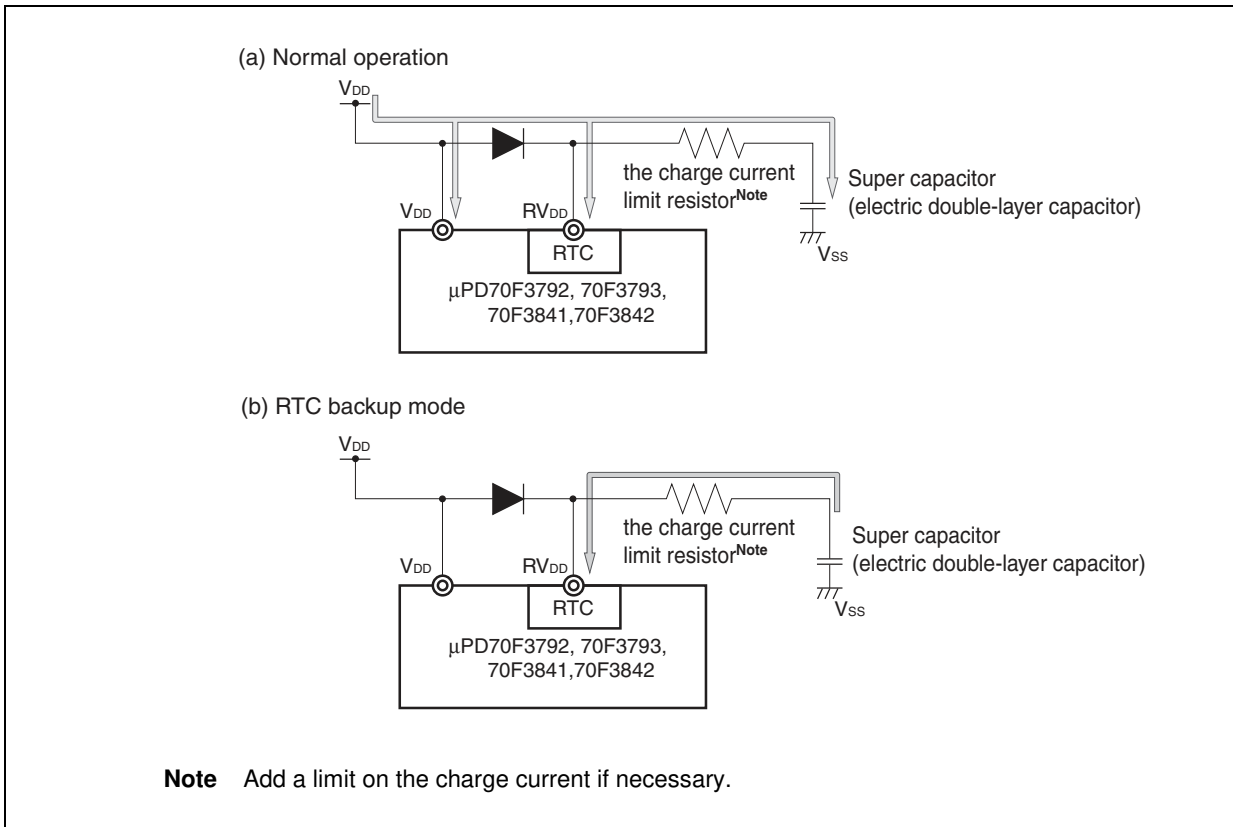 (a) Normal operation
VDD
the charge current
limit resistorNote
Super capacitor
(electric double-layer capacitor)
VDD
RVDD
VSS
RTC
μPD70F3792, 70F3793,
70F3841,70F3842
(b) RTC backup mode
VDD
the charge current
limit resistorNote
Super capacitor
(electric double-layer capacitor)
VDD
RVDD
VSS
RTC
μPD70F3792, 70F3793,
70F3841,70F3842
Note Add a limit on the charge current if necessary.